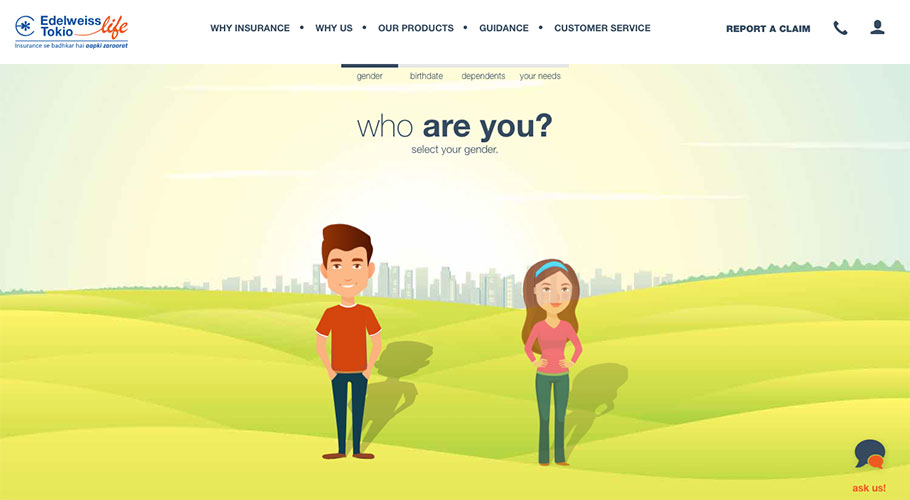 Edelweiss
Tokio life
Insurance se badhkar hai aapki zaroorat
WHY INSURANCE • WHY US • OUR PRODUCTS • GUIDANCE • CUSTOMER SERVICE
REPORT A CLAIM
gender birthdate dependents your needs
who are you?
select your gender.
ask us!